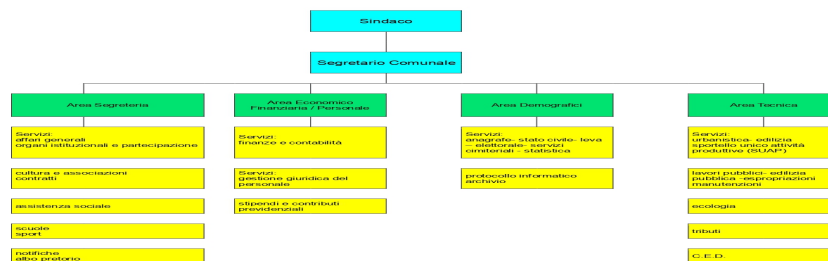 Sindaco
Segretario Comunale
Area Segreteria
Area Economico
Finanziaria / Personale
Area Demografici
Area Tecnica
Servizi:
affari generali
organi istituzionali e partecipazione
Servizi:
finanze e contabilità
Servizi:
anagrafe- stato civile- leva
– elettorale- servizi
cimiteriali - statistica
Servizi:
urbanistica- edilizia
sportello unico attività
produttive (SUAP)
cultura e associazioni
contratti
Servizi:
gestione giuridica del
personale
protocollo informatico
archivio
lavori pubblici- edilizia
pubblica -espropriazioni
manutenzioni
assistenza sociale
stipendi e contributi
previdenziali
ecologia
scuole
sport
tributi
notifiche
albo pretorio
C.E.D.